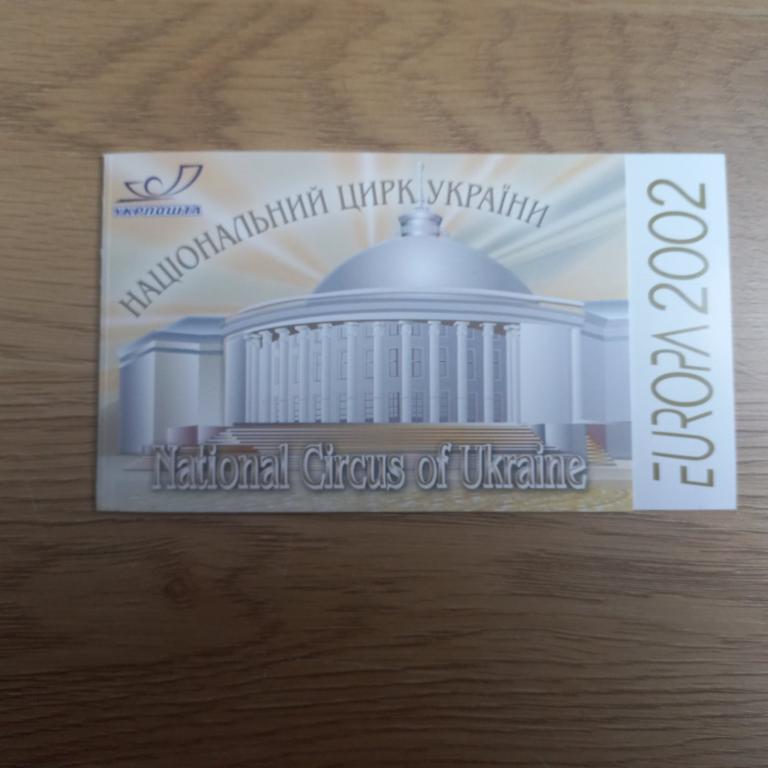 УКРПОШТА
НАЦІОНАЛЬНИЙ ЦИРК УКРАЇНИ
National Circus of Ukraine
EUROPA 2002